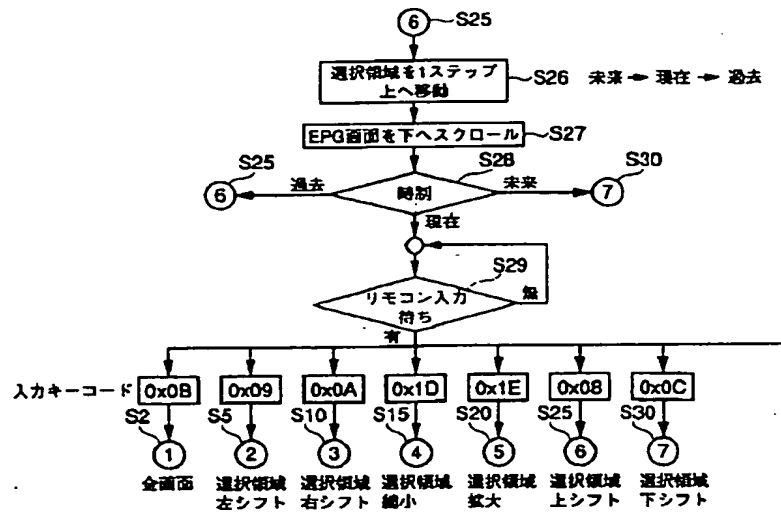 6 S25
選択領域を1ステップ
上へ移動
S26 未来 → 現在 → 過去
EPG画面を下へスクロール S27
S28
S25 S30
過去 時刻 未来
6 7
現在
S29
リモコン入力
待ち
無
有
入力キーコード 0x0B 0x09 0x0A 0x1D 0x1E 0x08 0x0C
S2 S5 S10 S15 S20 S25 S30
1 2 3 4 5 6 7
全画面 選択領域 選択領域 選択領域 選択領域 選択領域 選択領域
左シフト 右シフト 縮小 拡大 上シフト 下シフト